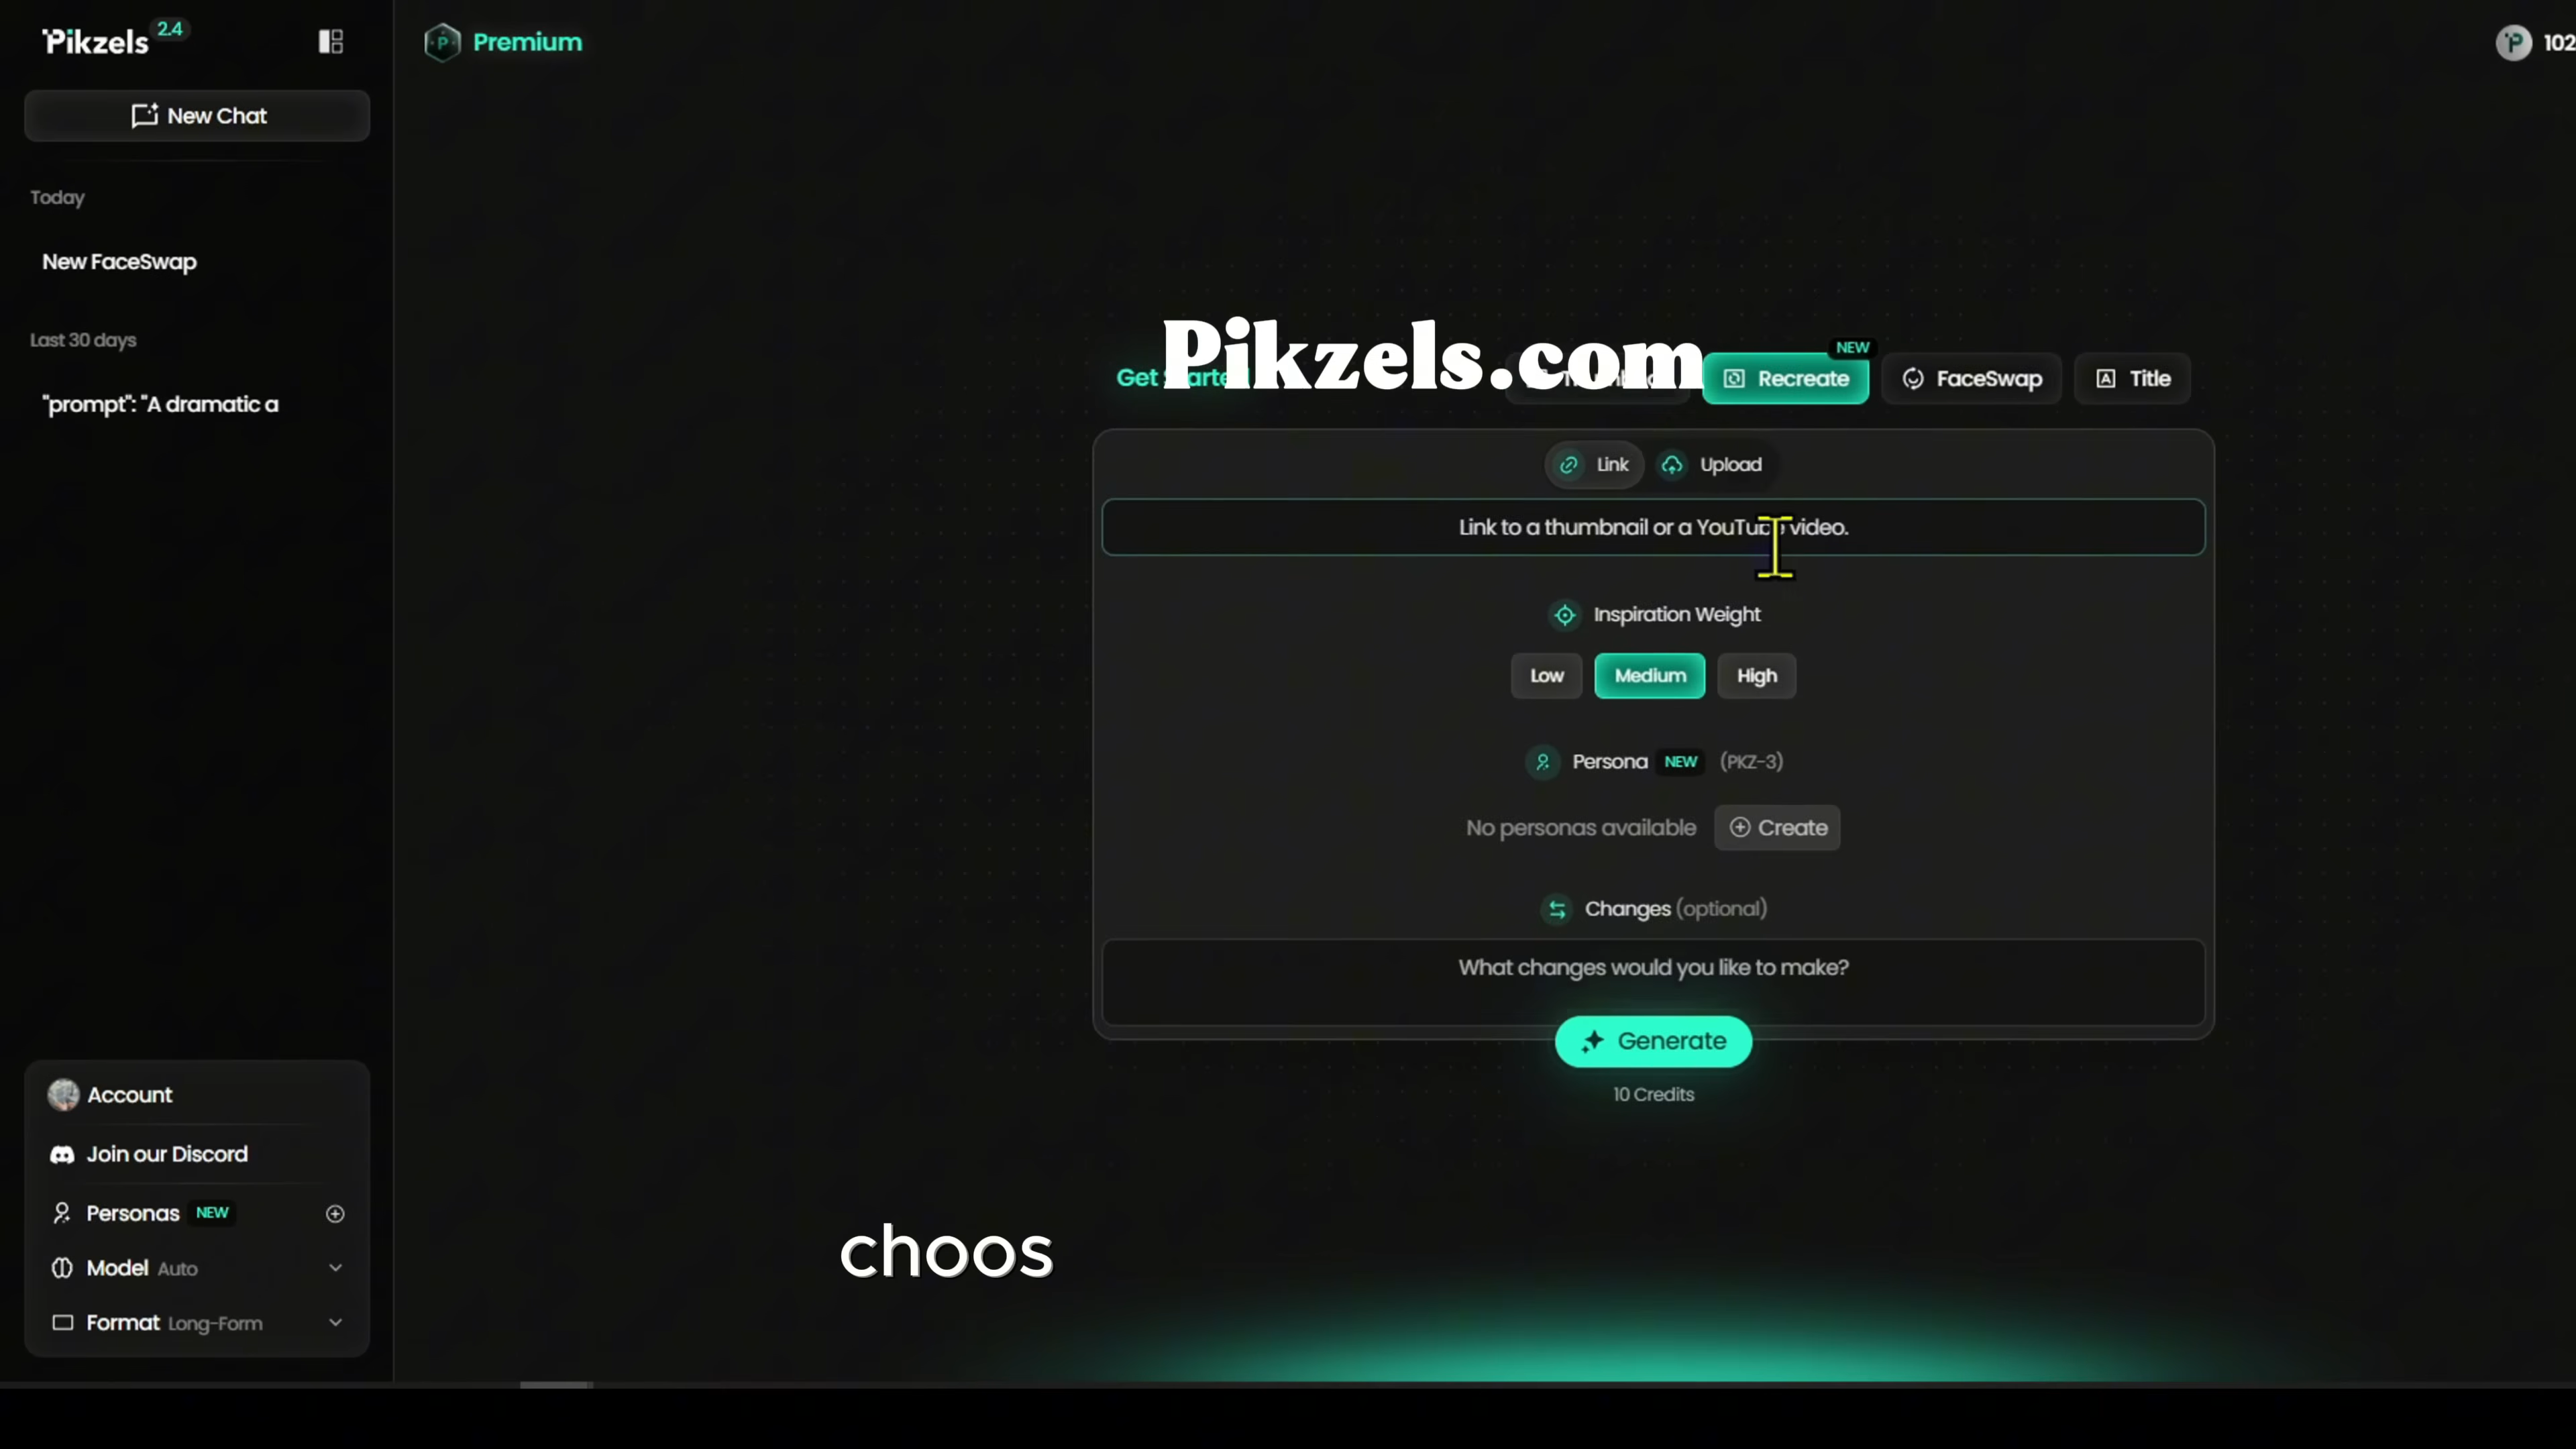 Pikzels 2.4
Premium
102
New Chat
Today
New FaceSwap
Last 30 days
"prompt": "A dramatic a
Pikzels.com
Get Starte
NEW
Recreate
FaceSwap
Title
Link
Upload
Link to a thumbnail or a YouTube video.
Inspiration Weight
Low
Medium
High
Persona NEW (PKZ-3)
No personas available
Create
Changes (optional)
What changes would you like to make?
Generate
10 Credits
Account
Join our Discord
Personas NEW
Model Auto
Format Long-Form
choos